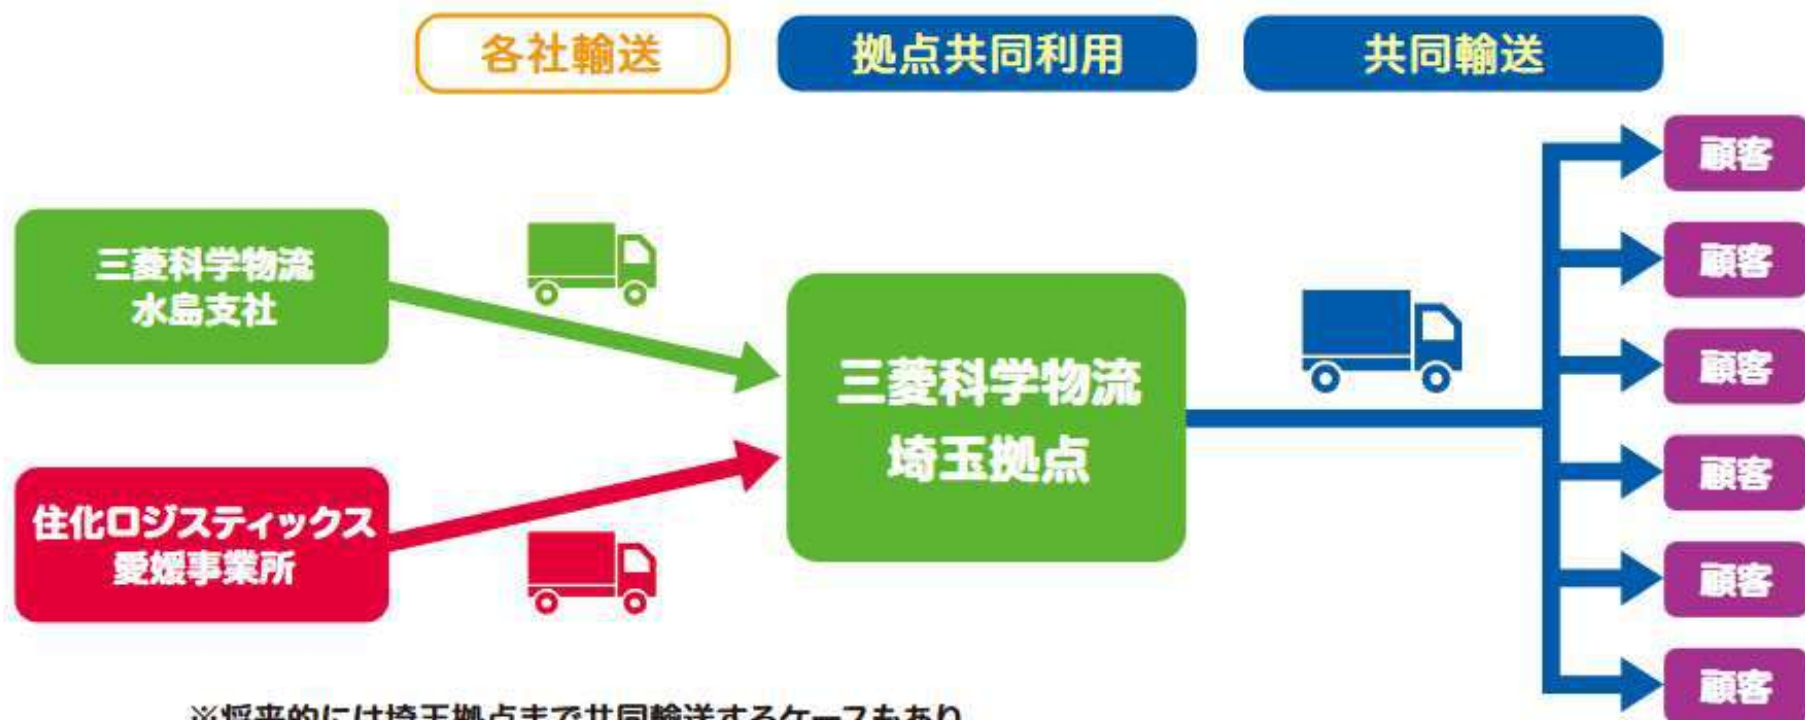 各社輸送
拠点共同利用
共同輸送
三菱科学物流
水島支社
住化ロジスティックス
愛媛事業所
三菱科学物流
埼玉拠点
顧客
顧客
顧客
顧客
顧客
顧客
※将来的には埼玉拠点まで共同輸送するケースもあり